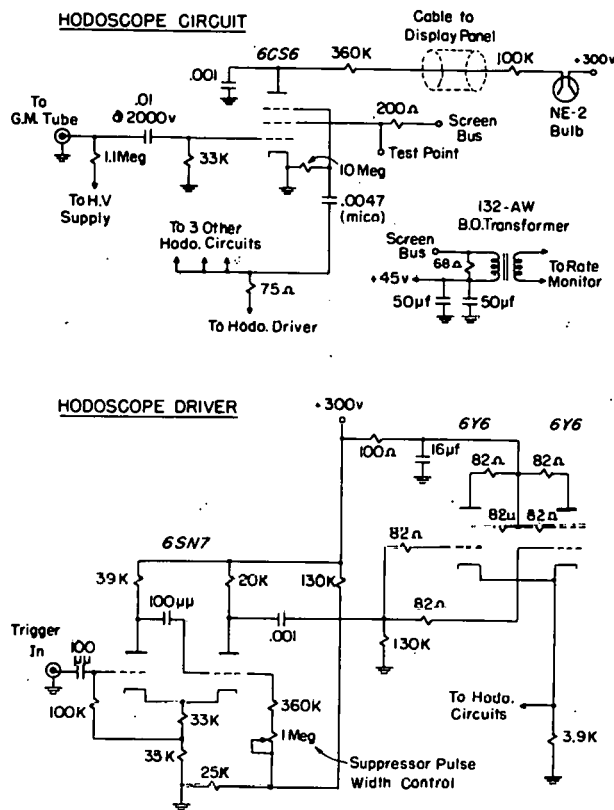 HODOSCOPE CIRCUIT
Cable to
Display Panel
6CS6
360K
100K
+300v
.001
NE-2
Bulb
To
G.M. Tube
.01
@ 2000v
200Ω
Screen
Bus
Test Point
1.1Meg
33K
10 Meg
To H.V
Supply
.0047
(mica)
To 3 Other
Hodo. Circuits
75Ω
To Hodo. Driver
132-AW
B.O. Transformer
Screen
Bus
68Ω
To Rate
Monitor
+45v
50μf
50μf
HODOSCOPE DRIVER
+300v
6Y6
6Y6
100Ω
16μf
82Ω
82Ω
82Ω
82Ω
6SN7
82Ω
39K
20K
130K
100μμ
82Ω
.001
130K
Trigger
In
100
μμ
100K
33K
360K
To Hodo.
Circuits
1 Meg
35K
25K
Suppressor Pulse
Width Control
3.9K